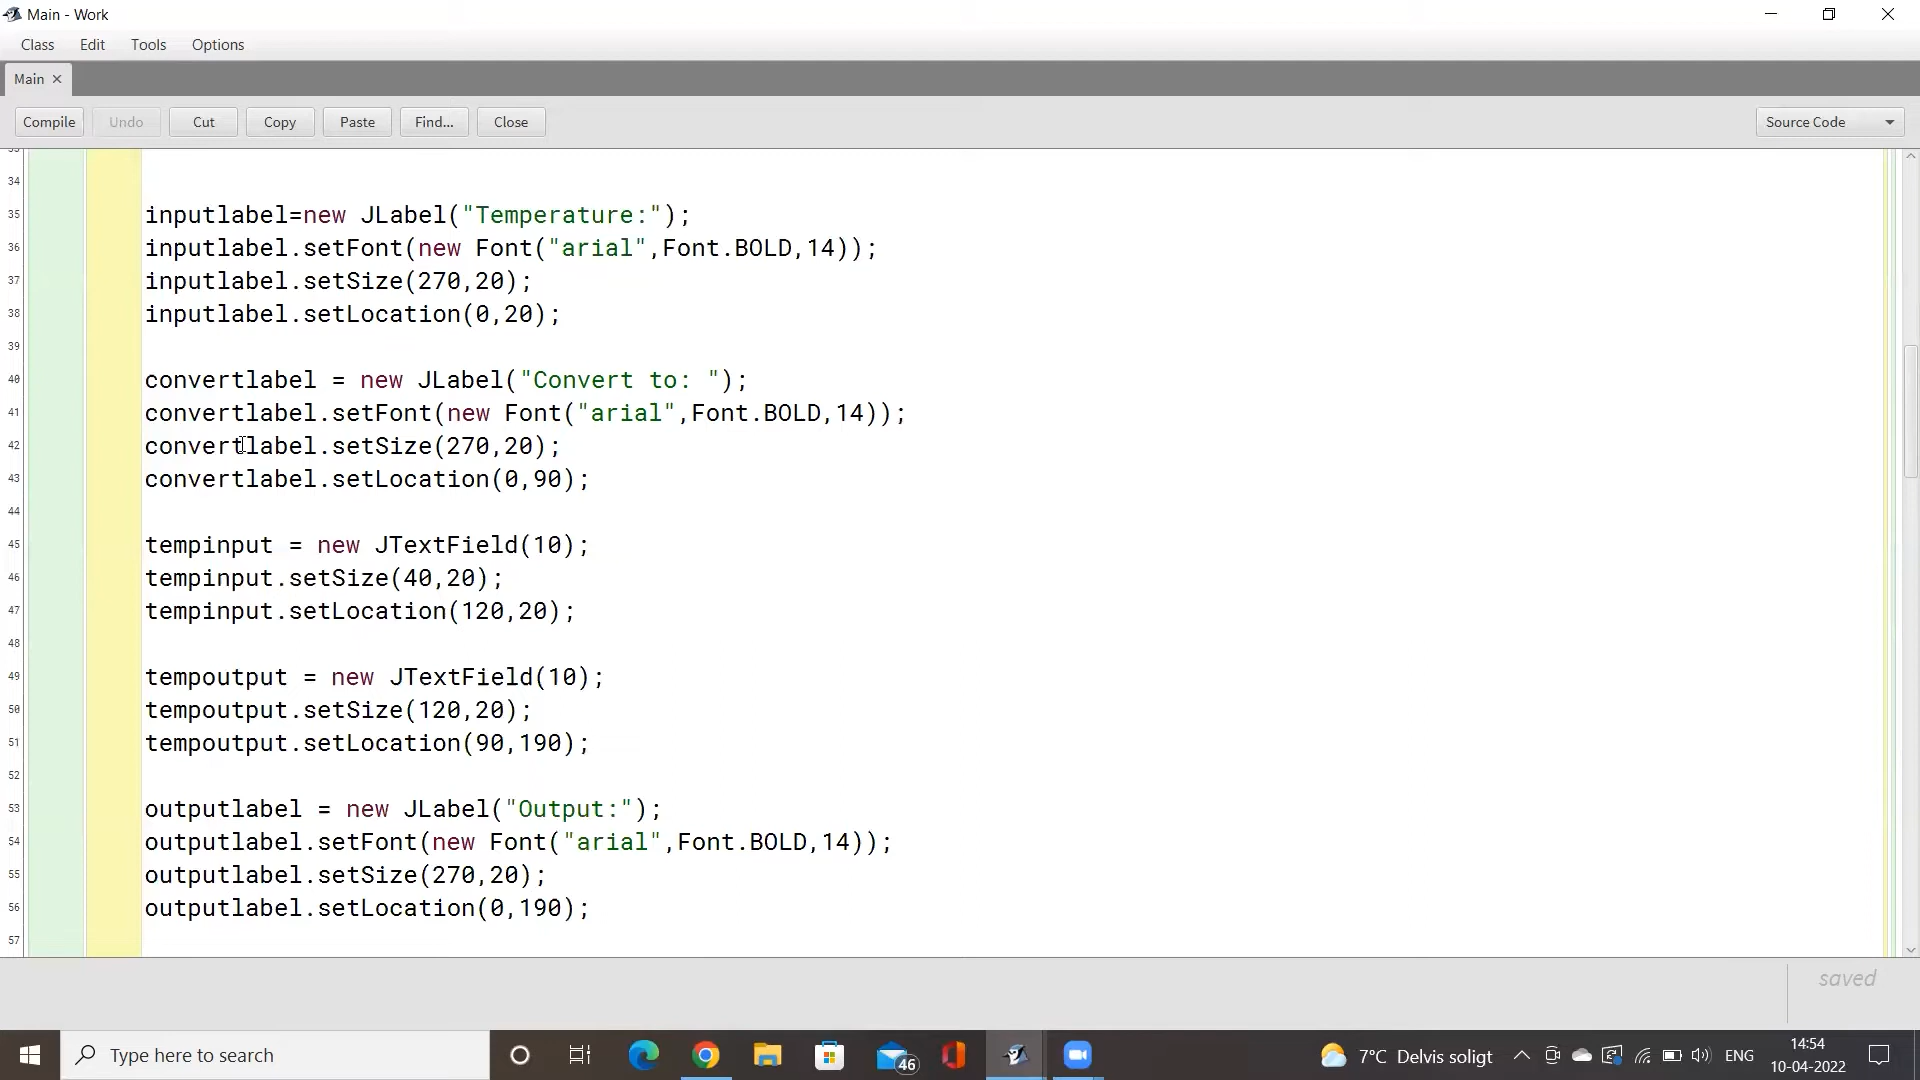 Main - Work
Class Edit Tools Options
Main ×
Compile Undo Cut Copy Paste Find... Close Source Code
34
35 inputlabel=new JLabel("Temperature:");
36 inputlabel.setFont(new Font("arial",Font.BOLD,14));
37 inputlabel.setSize(270,20);
38 inputlabel.setLocation(0,20);
39
40 convertlabel = new JLabel("Convert to: ");
41 convertlabel.setFont(new Font("arial",Font.BOLD,14));
42 convertlabel.setSize(270,20);
43 convertlabel.setLocation(0,90);
44
45 tempinput = new JTextField(10);
46 tempinput.setSize(40,20);
47 tempinput.setLocation(120,20);
48
49 tempoutput = new JTextField(10);
50 tempoutput.setSize(120,20);
51 tempoutput.setLocation(90,190);
52
53 outputlabel = new JLabel("Output:");
54 outputlabel.setFont(new Font("arial",Font.BOLD,14));
55 outputlabel.setSize(270,20);
56 outputlabel.setLocation(0,190);
57
saved
Type here to search 46 7°C Delvis soligt ENG 14:54
10-04-2022